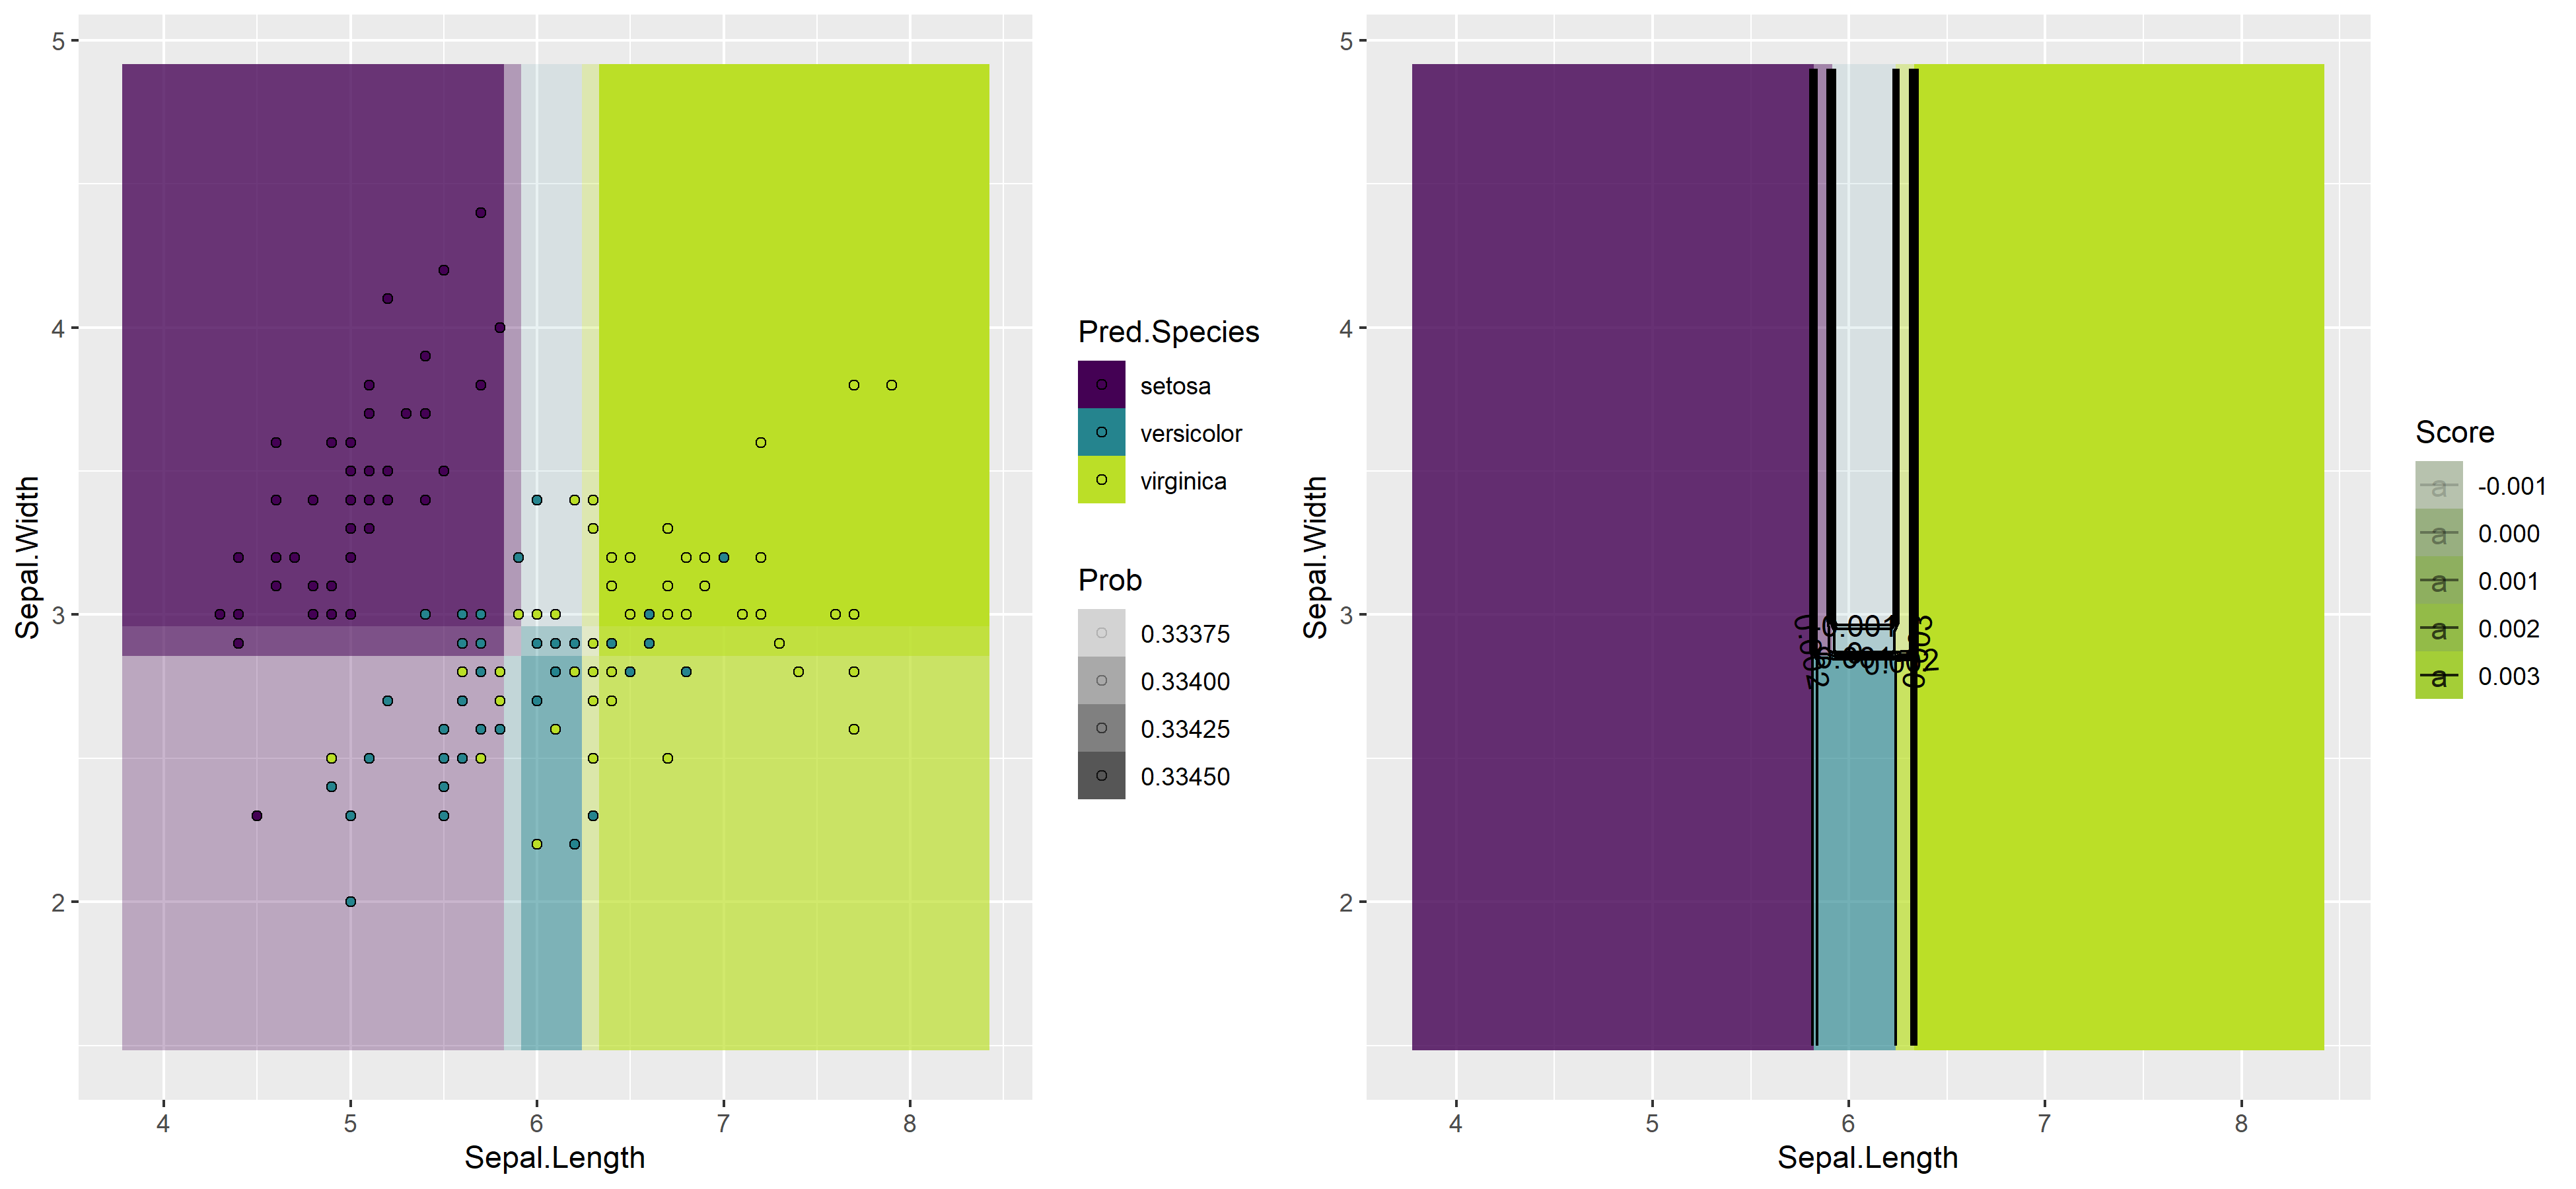 5
4
3
2
Sepal.Width
4 5 6 7 8
Sepal.Length
Pred.Species
setosa
versicolor
virginica
Prob
0.33375
0.33400
0.33425
0.33450
5
4
3
2
Sepal.Width
4 5 6 7 8
Sepal.Length
Score
a -0.001
a 0.000
a 0.001
a 0.002
a 0.003